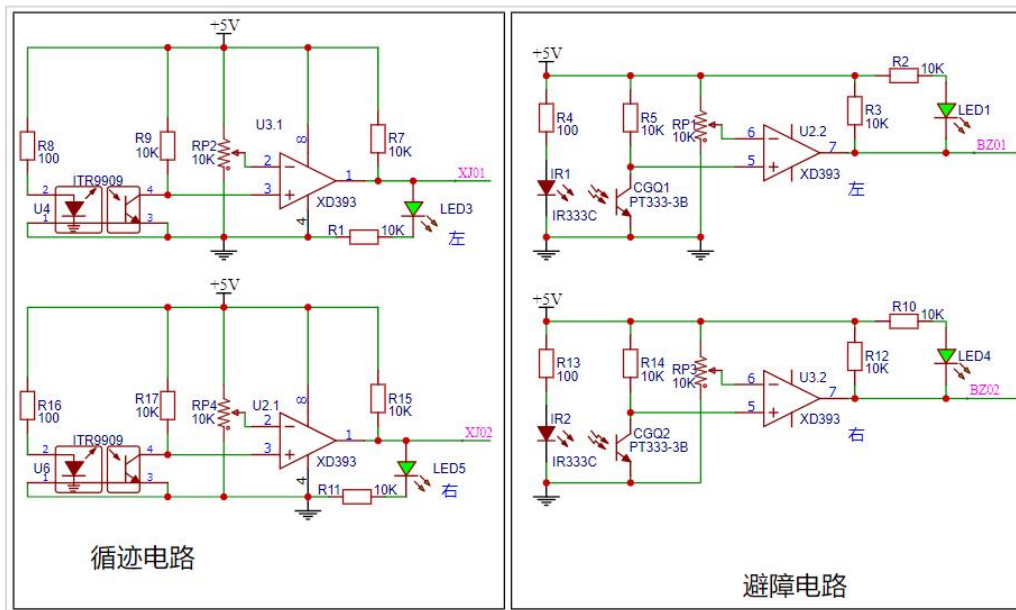 +5V
R8
100
R9
10K
RP2
10K
U3.1
8
R7
10K
2
3
1
XJ01
ITR9909
2
4
U4
1
3
XD393
4
LED3
左
R1
10K
+5V
R16
100
R17
10K
RP4
10K
U2.1
8
R15
10K
2
3
1
XJ02
ITR9909
2
4
U6
1
3
XD393
4
LED5
右
R11
10K
循迹电路
+5V
R4
100
R5
10K
RP1
10K
R2
10K
R3
10K
LED1
6
5
U2.2
7
BZ01
XD393
左
IR1
IR333C
CGQ1
PT333-3B
+5V
R13
100
R14
10K
RP3
10K
R10
10K
R12
10K
LED4
6
5
U3.2
7
BZ02
XD393
右
IR2
IR333C
CGQ2
PT333-3B
避障电路